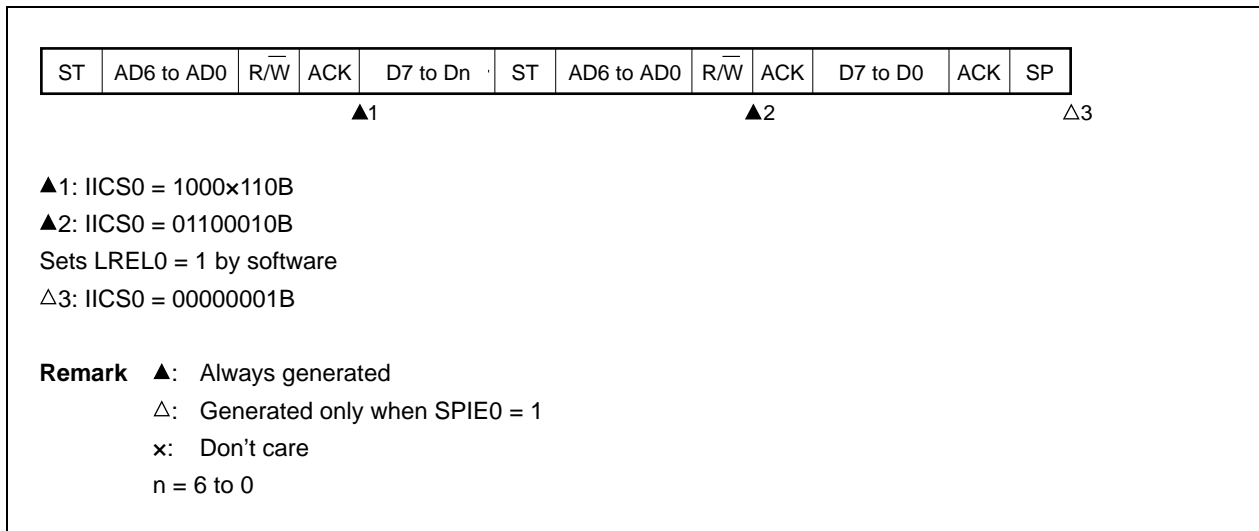 ST AD6 to AD0 R/W̅ ACK D7 to Dn ST AD6 to AD0 R/W̅ ACK D7 to D0 ACK SP
▲1 ▲2 △3
▲1: IICS0 = 1000×110B
▲2: IICS0 = 01100010B
Sets LREL0 = 1 by software
△3: IICS0 = 00000001B
Remark ▲: Always generated
△: Generated only when SPIE0 = 1
×: Don't care
n = 6 to 0